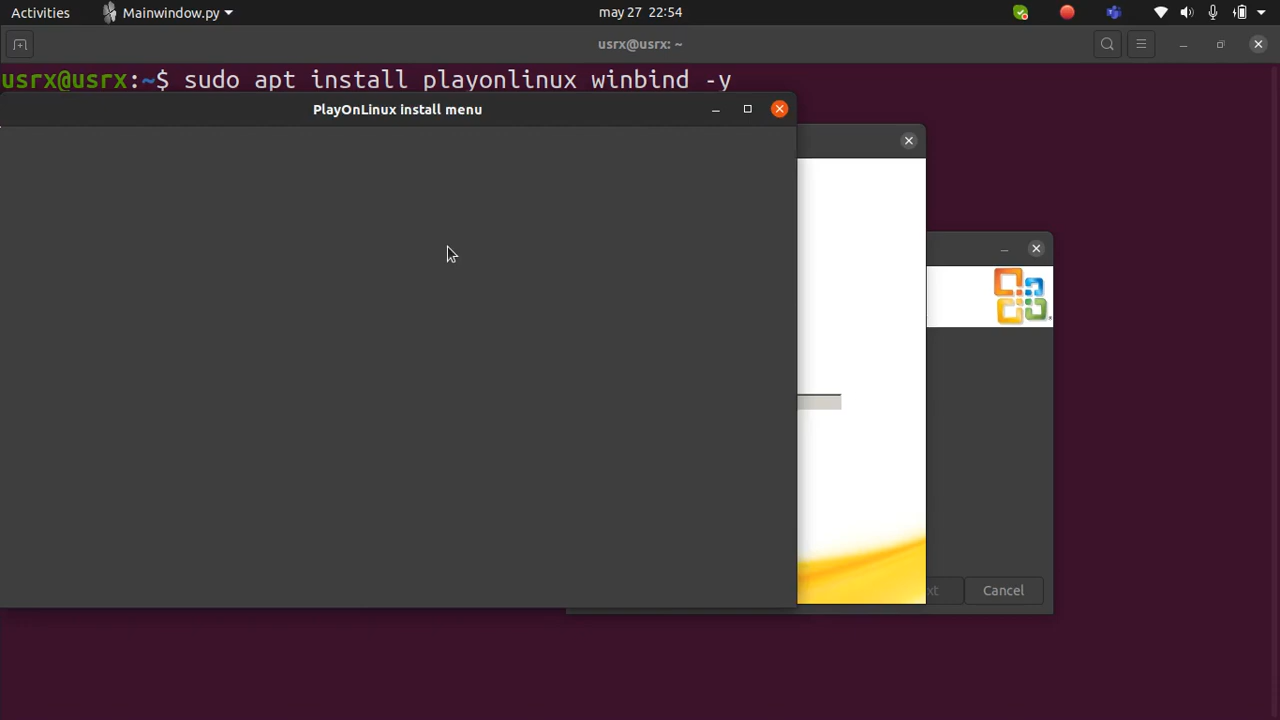 Activities
Mainwindow.py
may 27 22:54
usrx@usrx: ~
usrx@usrx:~$ sudo apt install playonlinux winbind -y
PlayOnLinux install menu
xt
Cancel